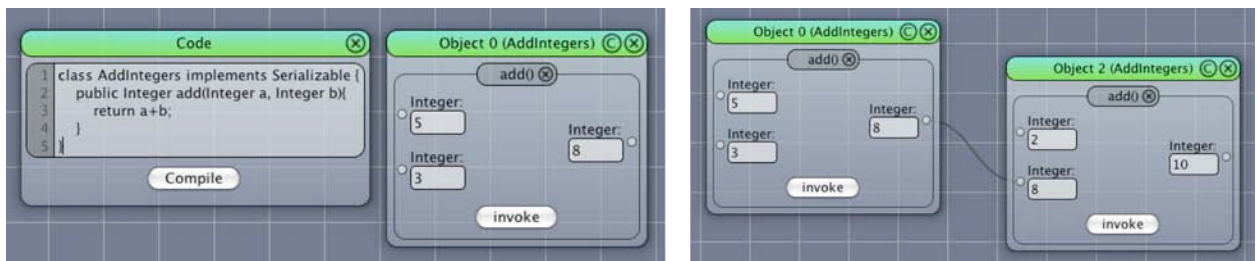 Code
1 class AddIntegers implements Serializable {
2 public Integer add(Integer a, Integer b){
3 return a+b;
4 }
5 }
Compile
Object 0 (AddIntegers) C
add()
Integer:
5
Integer:
3
Integer:
8
invoke
Object 0 (AddIntegers) C
add()
Integer:
5
Integer:
3
Integer:
8
invoke
Object 2 (AddIntegers) C
add()
Integer:
2
Integer:
8
Integer:
10
invoke